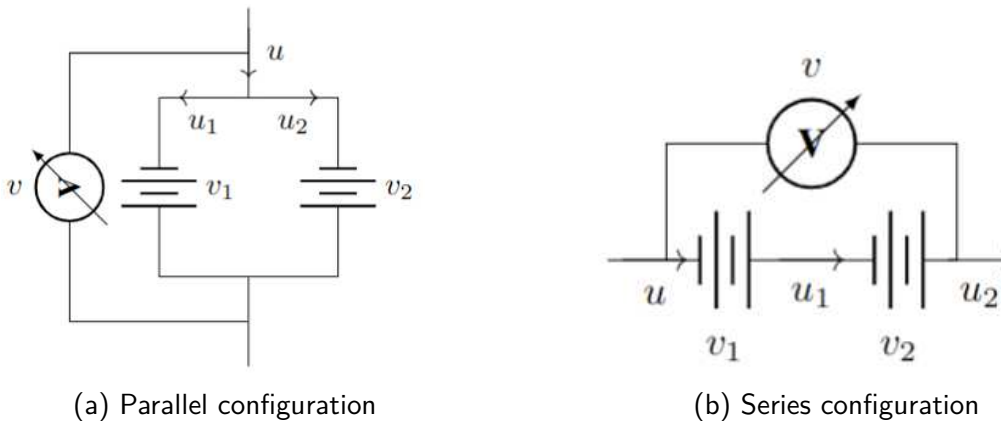 u
u₁ u₂
v V v₁ v₂
(a) Parallel configuration
v
V
u u₁ u₂
v₁ v₂
(b) Series configuration